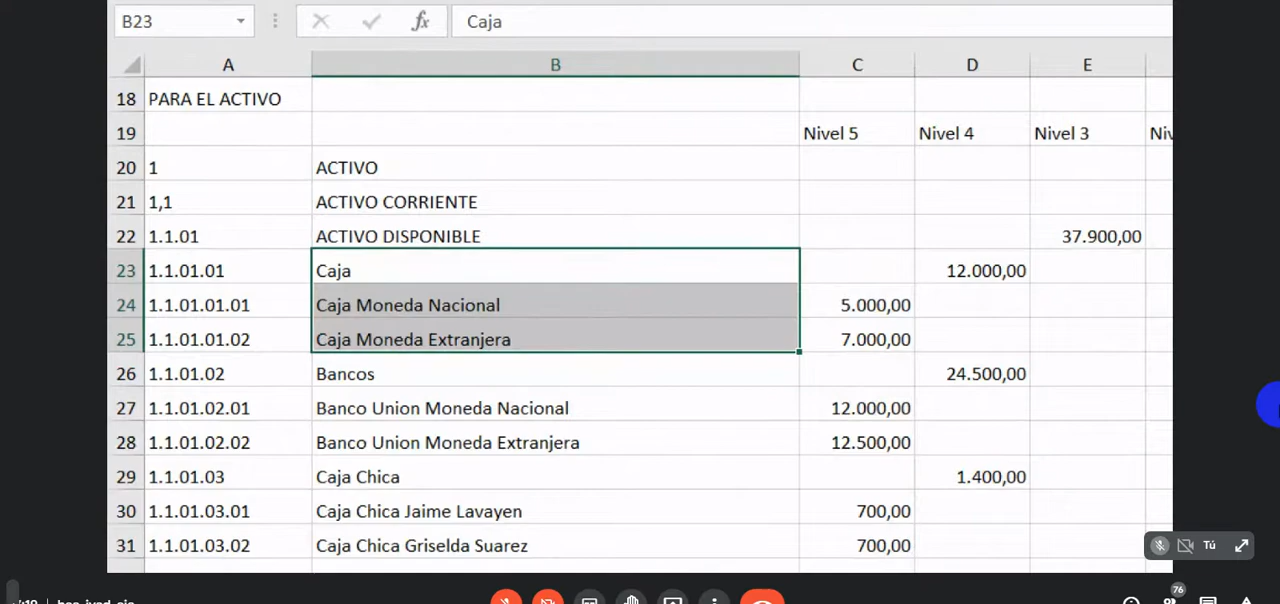 B23 fx Caja
A B C D E
18 PARA EL ACTIVO
19 Nivel 5 Nivel 4 Nivel 3
20 1 ACTIVO
21 1,1 ACTIVO CORRIENTE
22 1.1.01 ACTIVO DISPONIBLE 37.900,00
23 1.1.01.01 Caja 12.000,00
24 1.1.01.01.01 Caja Moneda Nacional 5.000,00
25 1.1.01.01.02 Caja Moneda Extranjera 7.000,00
26 1.1.01.02 Bancos 24.500,00
27 1.1.01.02.01 Banco Union Moneda Nacional 12.000,00
28 1.1.01.02.02 Banco Union Moneda Extranjera 12.500,00
29 1.1.01.03 Caja Chica 1.400,00
30 1.1.01.03.01 Caja Chica Jaime Lavayen 700,00
31 1.1.01.03.02 Caja Chica Griselda Suarez 700,00
Tú
76